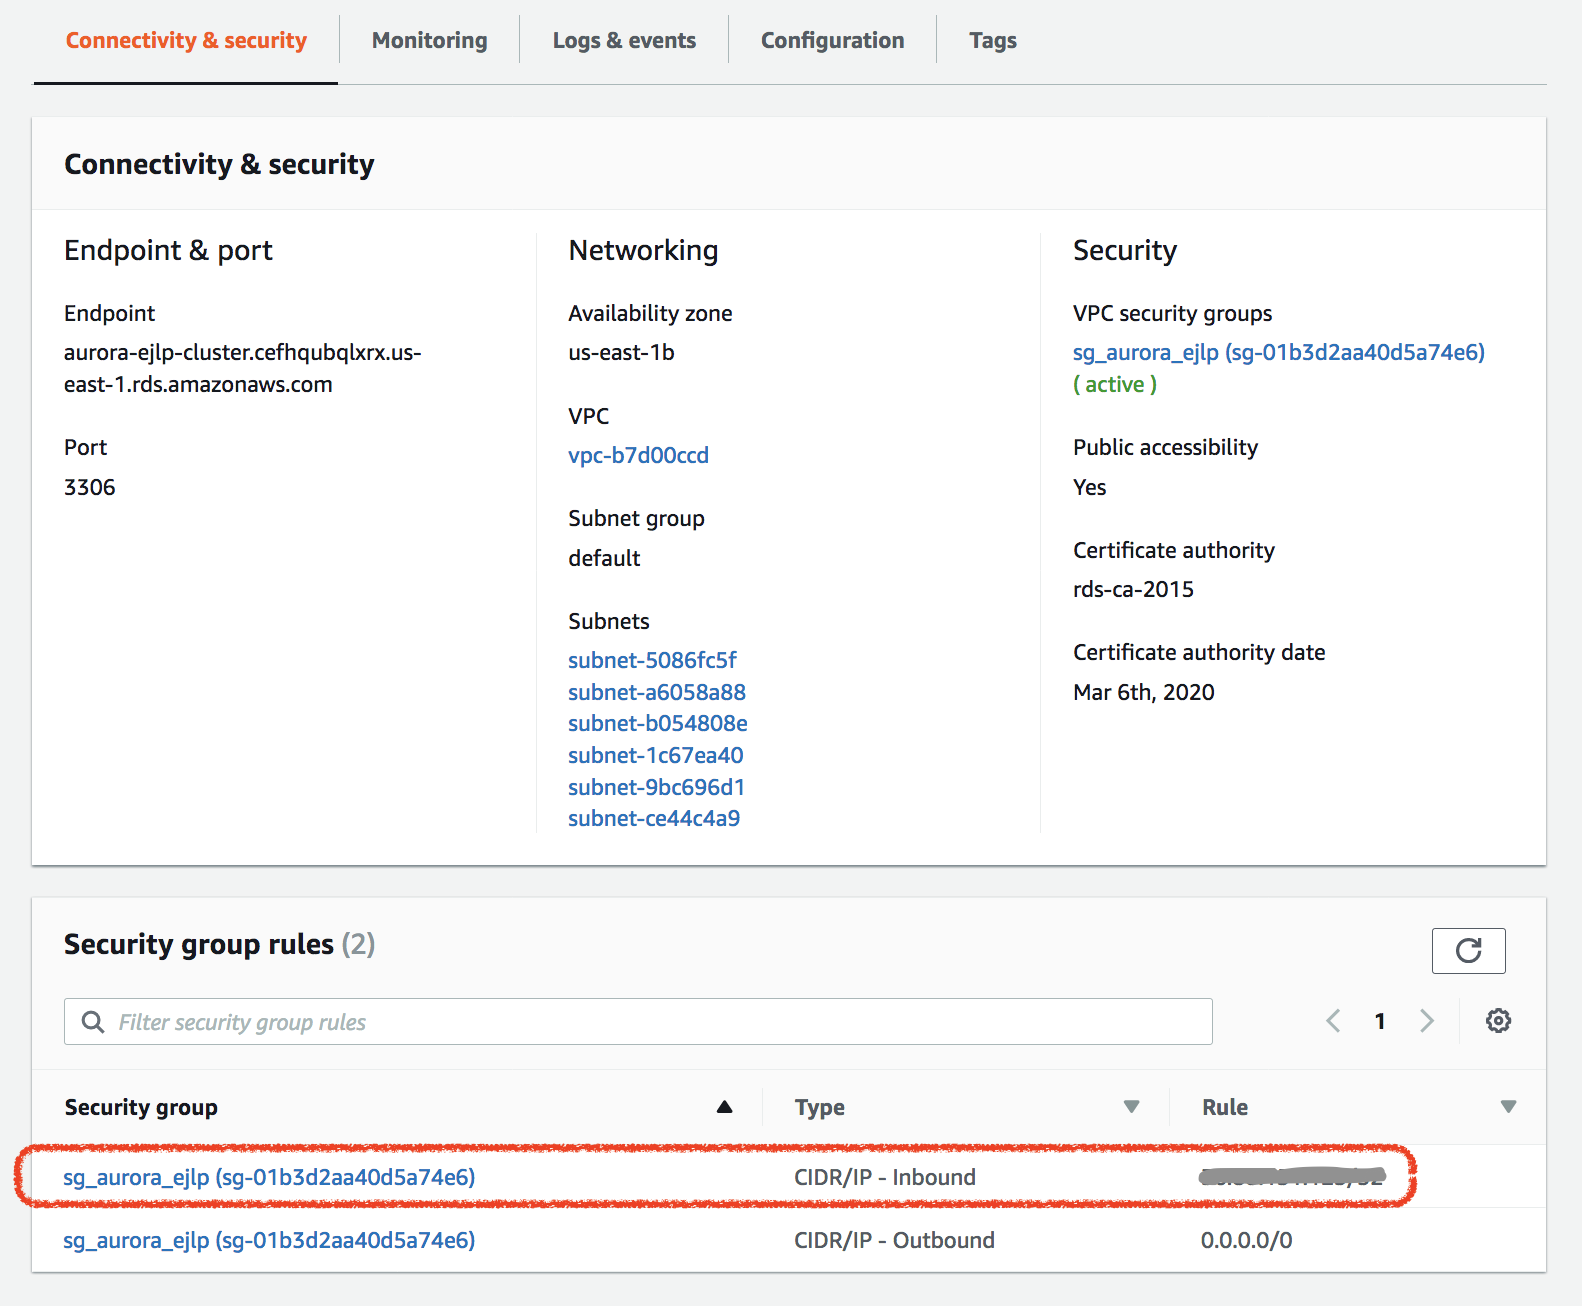 Connectivity & security
Monitoring
Logs & events
Configuration
Tags
Connectivity & security
Endpoint & port
Endpoint
aurora-ejlp-cluster.cefhqubqlxrx.us-
east-1.rds.amazonaws.com
Port
3306
Networking
Availability zone
us-east-1b
VPC
vpc-b7d00ccd
Subnet group
default
Subnets
subnet-5086fc5f
subnet-a6058a88
subnet-b054808e
subnet-1c67ea40
subnet-9bc696d1
subnet-ce44c4a9
Security
VPC security groups
sg_aurora_ejlp (sg-01b3d2aa40d5a74e6)
( active )
Public accessibility
Yes
Certificate authority
rds-ca-2015
Certificate authority date
Mar 6th, 2020
Security group rules (2)
Filter security group rules
1
Security group
Type
Rule
sg_aurora_ejlp (sg-01b3d2aa40d5a74e6)
CIDR/IP - Inbound
sg_aurora_ejlp (sg-01b3d2aa40d5a74e6)
CIDR/IP - Outbound
0.0.0.0/0